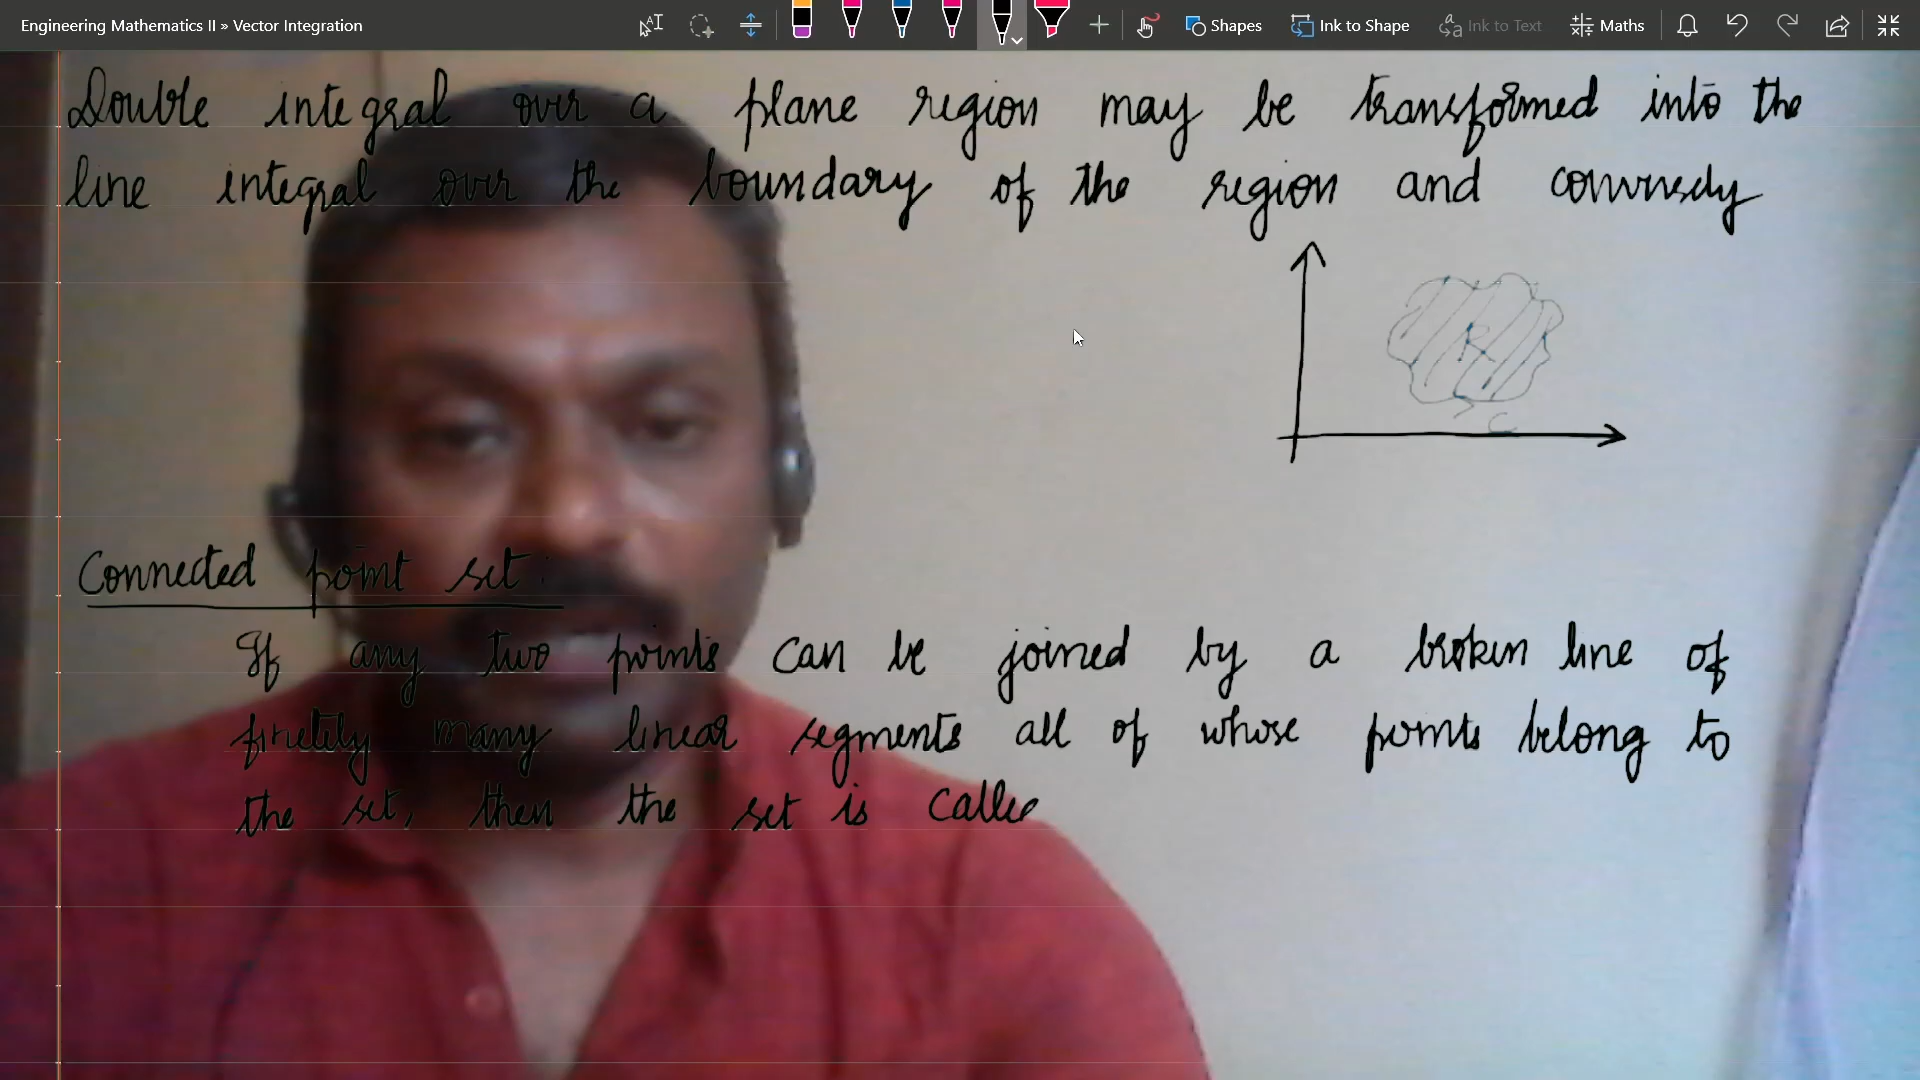 Engineering Mathematics II » Vector Integration
Shapes Ink to Shape Ink to Text Maths
Double integral over a plane region may be transformed into the
line integral over the boundary of the region and conversely
R
C
Connected point set :
If any two points can be joined by a broken line of
finetily many linear segments all of whose points belong to
the set, then the set is calle